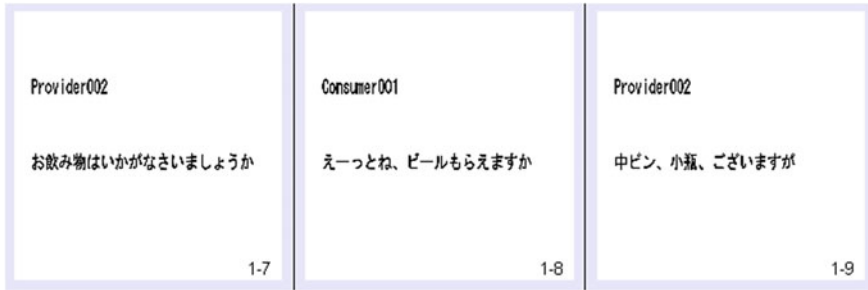 Provider002
お飲み物はいかがなさいましょうか
1-7
Consumer001
えーっとね、ビールもらえますか
1-8
Provider002
中ビン、小瓶、ございますが
1-9